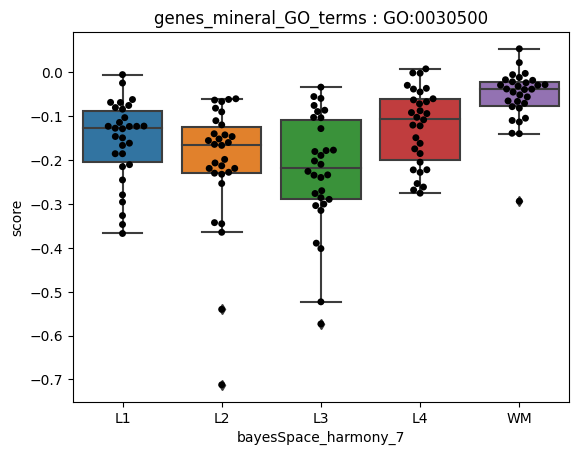 genes_mineral_GO_terms : GO:0030500
0.0
−0.1
−0.2
−0.3
−0.4
−0.5
−0.6
−0.7
score
L1 L2 L3 L4 WM
bayesSpace_harmony_7